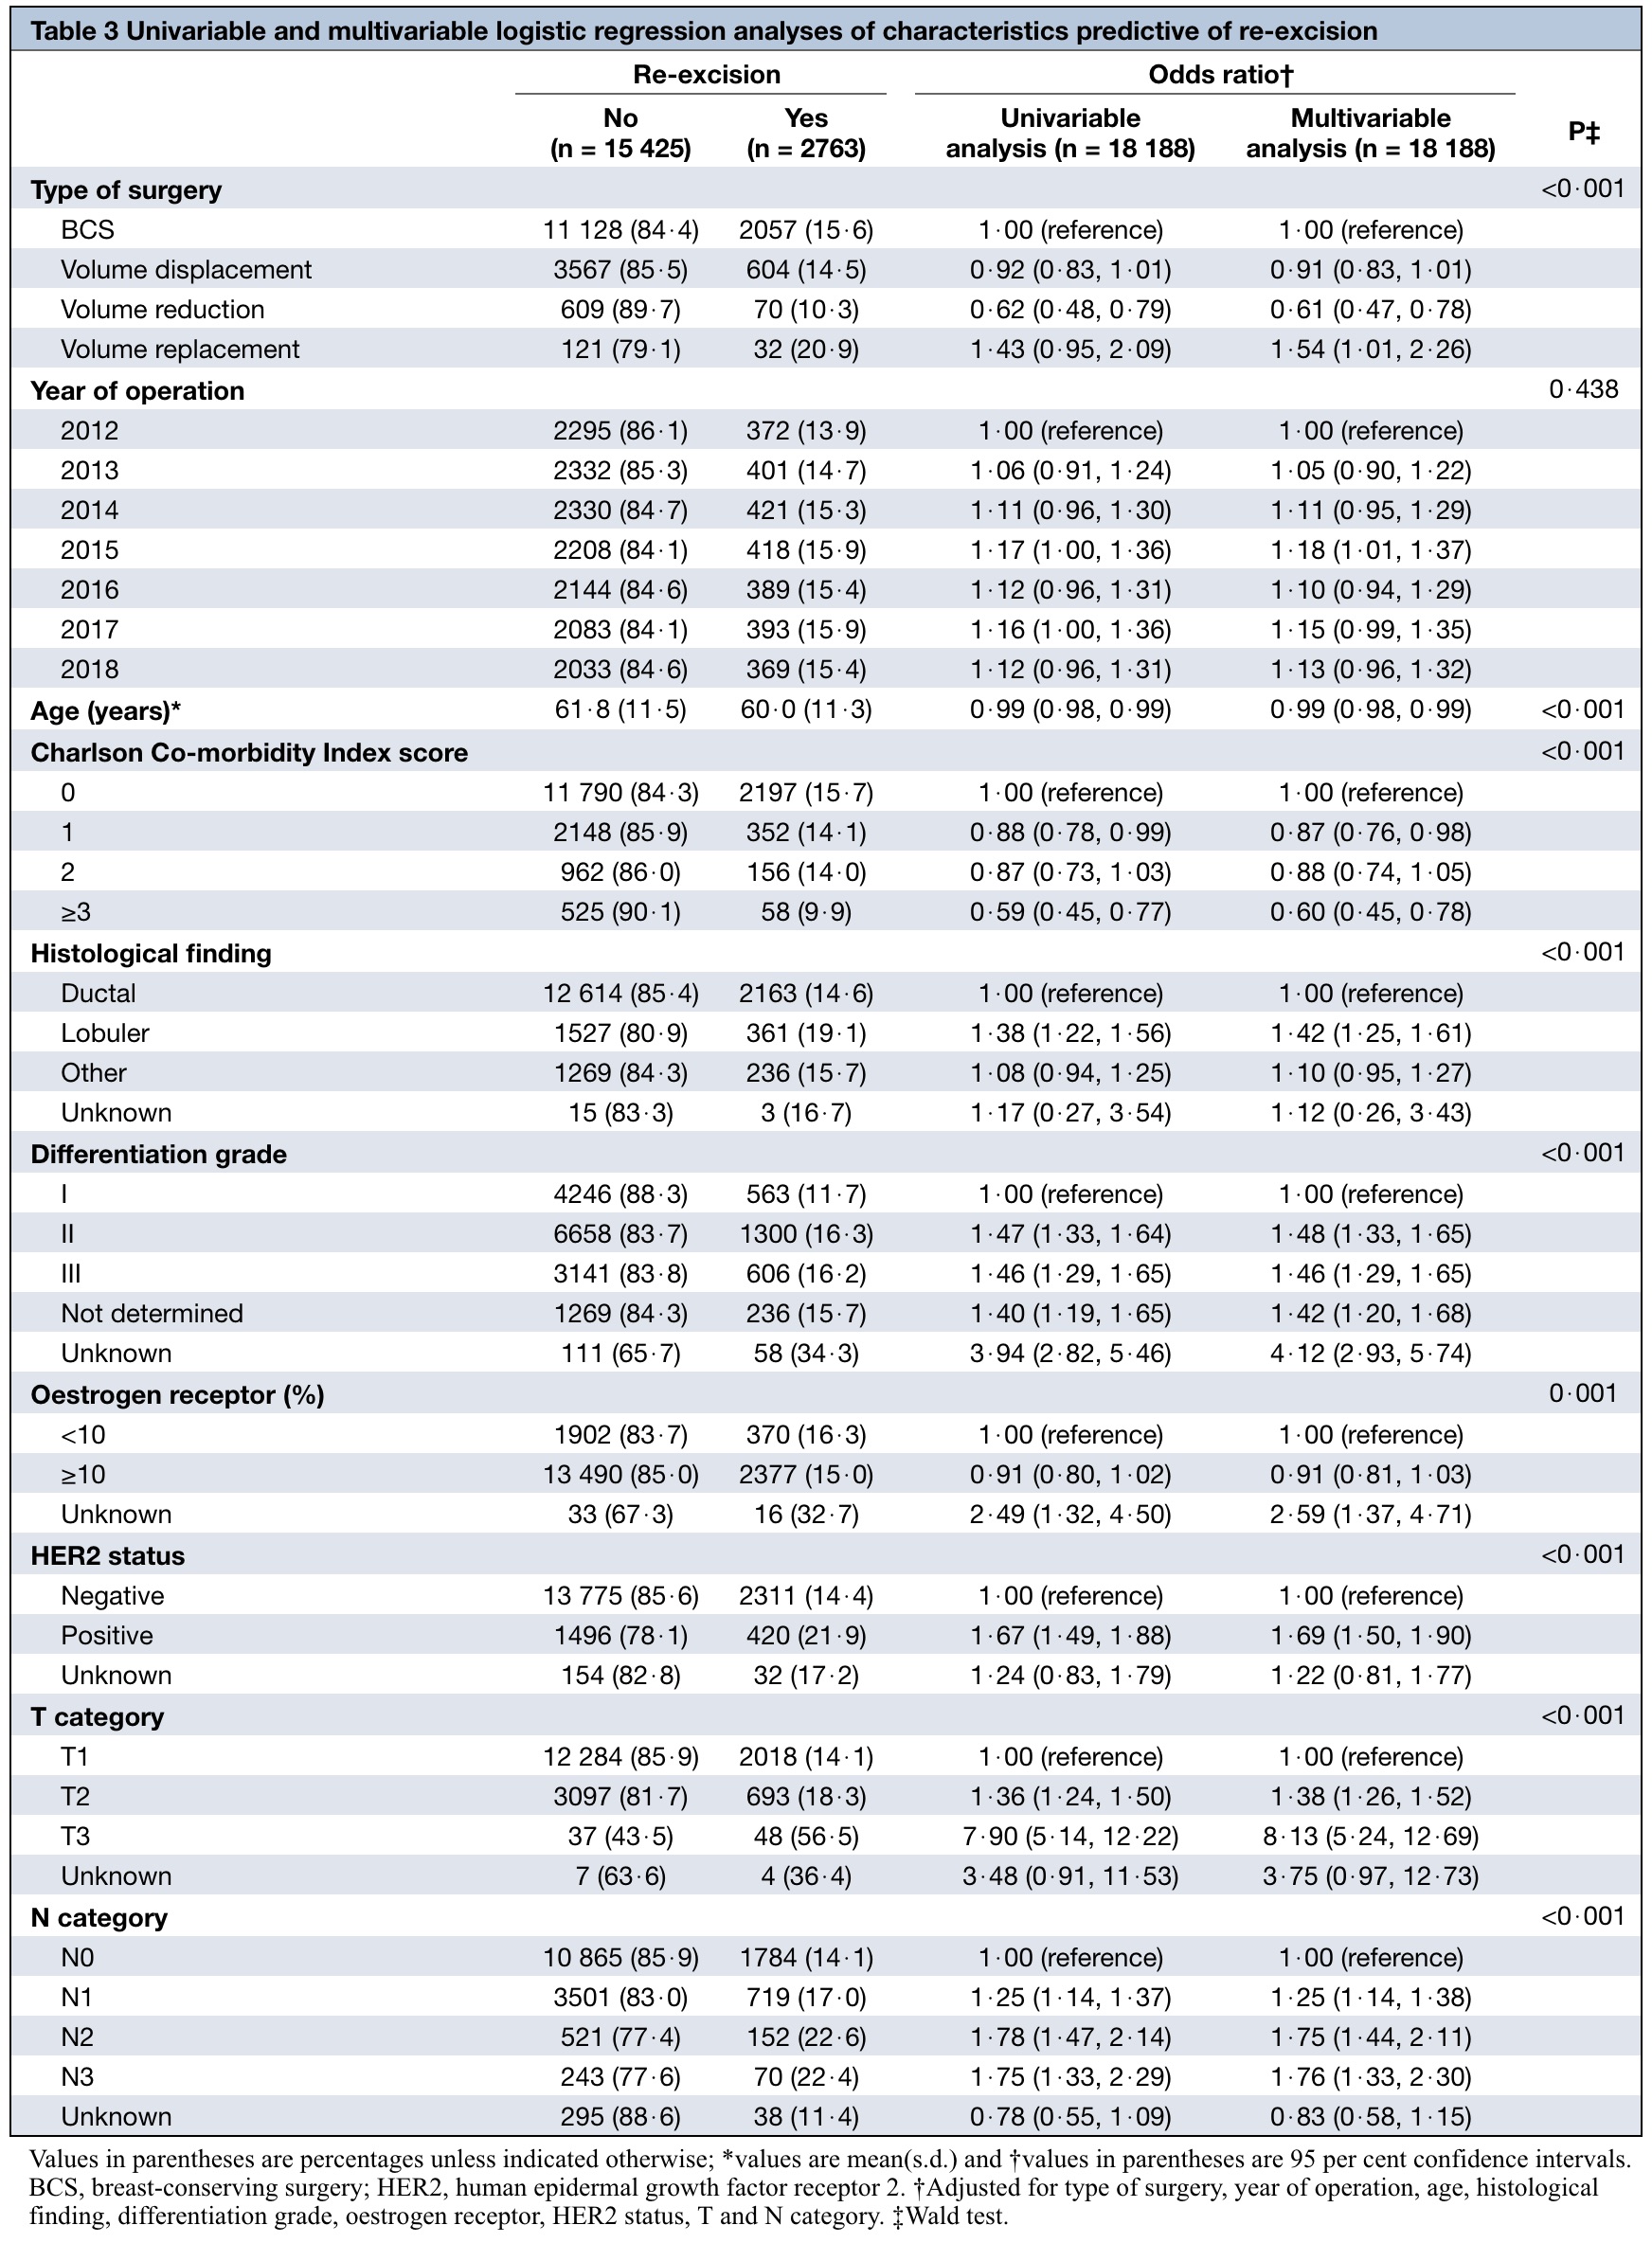 Table 3 Univariable and multivariable logistic regression analyses of characteristics predictive of re-excision
Re-excision Odds ratio†
No Yes Univariable Multivariable
(n = 15 425) (n = 2763) analysis (n = 18 188) analysis (n = 18 188) P‡
Type of surgery <0·001
BCS 11 128 (84·4) 2057 (15·6) 1·00 (reference) 1·00 (reference)
Volume displacement 3567 (85·5) 604 (14·5) 0·92 (0·83, 1·01) 0·91 (0·83, 1·01)
Volume reduction 609 (89·7) 70 (10·3) 0·62 (0·48, 0·79) 0·61 (0·47, 0·78)
Volume replacement 121 (79·1) 32 (20·9) 1·43 (0·95, 2·09) 1·54 (1·01, 2·26)
Year of operation 0·438
2012 2295 (86·1) 372 (13·9) 1·00 (reference) 1·00 (reference)
2013 2332 (85·3) 401 (14·7) 1·06 (0·91, 1·24) 1·05 (0·90, 1·22)
2014 2330 (84·7) 421 (15·3) 1·11 (0·96, 1·30) 1·11 (0·95, 1·29)
2015 2208 (84·1) 418 (15·9) 1·17 (1·00, 1·36) 1·18 (1·01, 1·37)
2016 2144 (84·6) 389 (15·4) 1·12 (0·96, 1·31) 1·10 (0·94, 1·29)
2017 2083 (84·1) 393 (15·9) 1·16 (1·00, 1·36) 1·15 (0·99, 1·35)
2018 2033 (84·6) 369 (15·4) 1·12 (0·96, 1·31) 1·13 (0·96, 1·32)
Age (years)* 61·8 (11·5) 60·0 (11·3) 0·99 (0·98, 0·99) 0·99 (0·98, 0·99) <0·001
Charlson Co-morbidity Index score <0·001
0 11 790 (84·3) 2197 (15·7) 1·00 (reference) 1·00 (reference)
1 2148 (85·9) 352 (14·1) 0·88 (0·78, 0·99) 0·87 (0·76, 0·98)
2 962 (86·0) 156 (14·0) 0·87 (0·73, 1·03) 0·88 (0·74, 1·05)
≥3 525 (90·1) 58 (9·9) 0·59 (0·45, 0·77) 0·60 (0·45, 0·78)
Histological finding <0·001
Ductal 12 614 (85·4) 2163 (14·6) 1·00 (reference) 1·00 (reference)
Lobuler 1527 (80·9) 361 (19·1) 1·38 (1·22, 1·56) 1·42 (1·25, 1·61)
Other 1269 (84·3) 236 (15·7) 1·08 (0·94, 1·25) 1·10 (0·95, 1·27)
Unknown 15 (83·3) 3 (16·7) 1·17 (0·27, 3·54) 1·12 (0·26, 3·43)
Differentiation grade <0·001
I 4246 (88·3) 563 (11·7) 1·00 (reference) 1·00 (reference)
II 6658 (83·7) 1300 (16·3) 1·47 (1·33, 1·64) 1·48 (1·33, 1·65)
III 3141 (83·8) 606 (16·2) 1·46 (1·29, 1·65) 1·46 (1·29, 1·65)
Not determined 1269 (84·3) 236 (15·7) 1·40 (1·19, 1·65) 1·42 (1·20, 1·68)
Unknown 111 (65·7) 58 (34·3) 3·94 (2·82, 5·46) 4·12 (2·93, 5·74)
Oestrogen receptor (%) 0·001
<10 1902 (83·7) 370 (16·3) 1·00 (reference) 1·00 (reference)
≥10 13 490 (85·0) 2377 (15·0) 0·91 (0·80, 1·02) 0·91 (0·81, 1·03)
Unknown 33 (67·3) 16 (32·7) 2·49 (1·32, 4·50) 2·59 (1·37, 4·71)
HER2 status <0·001
Negative 13 775 (85·6) 2311 (14·4) 1·00 (reference) 1·00 (reference)
Positive 1496 (78·1) 420 (21·9) 1·67 (1·49, 1·88) 1·69 (1·50, 1·90)
Unknown 154 (82·8) 32 (17·2) 1·24 (0·83, 1·79) 1·22 (0·81, 1·77)
T category <0·001
T1 12 284 (85·9) 2018 (14·1) 1·00 (reference) 1·00 (reference)
T2 3097 (81·7) 693 (18·3) 1·36 (1·24, 1·50) 1·38 (1·26, 1·52)
T3 37 (43·5) 48 (56·5) 7·90 (5·14, 12·22) 8·13 (5·24, 12·69)
Unknown 7 (63·6) 4 (36·4) 3·48 (0·91, 11·53) 3·75 (0·97, 12·73)
N category <0·001
N0 10 865 (85·9) 1784 (14·1) 1·00 (reference) 1·00 (reference)
N1 3501 (83·0) 719 (17·0) 1·25 (1·14, 1·37) 1·25 (1·14, 1·38)
N2 521 (77·4) 152 (22·6) 1·78 (1·47, 2·14) 1·75 (1·44, 2·11)
N3 243 (77·6) 70 (22·4) 1·75 (1·33, 2·29) 1·76 (1·33, 2·30)
Unknown 295 (88·6) 38 (11·4) 0·78 (0·55, 1·09) 0·83 (0·58, 1·15)
Values in parentheses are percentages unless indicated otherwise; *values are mean(s.d.) and †values in parentheses are 95 per cent confidence intervals.
BCS, breast-conserving surgery; HER2, human epidermal growth factor receptor 2. †Adjusted for type of surgery, year of operation, age, histological
finding, differentiation grade, oestrogen receptor, HER2 status, T and N category. ‡Wald test.